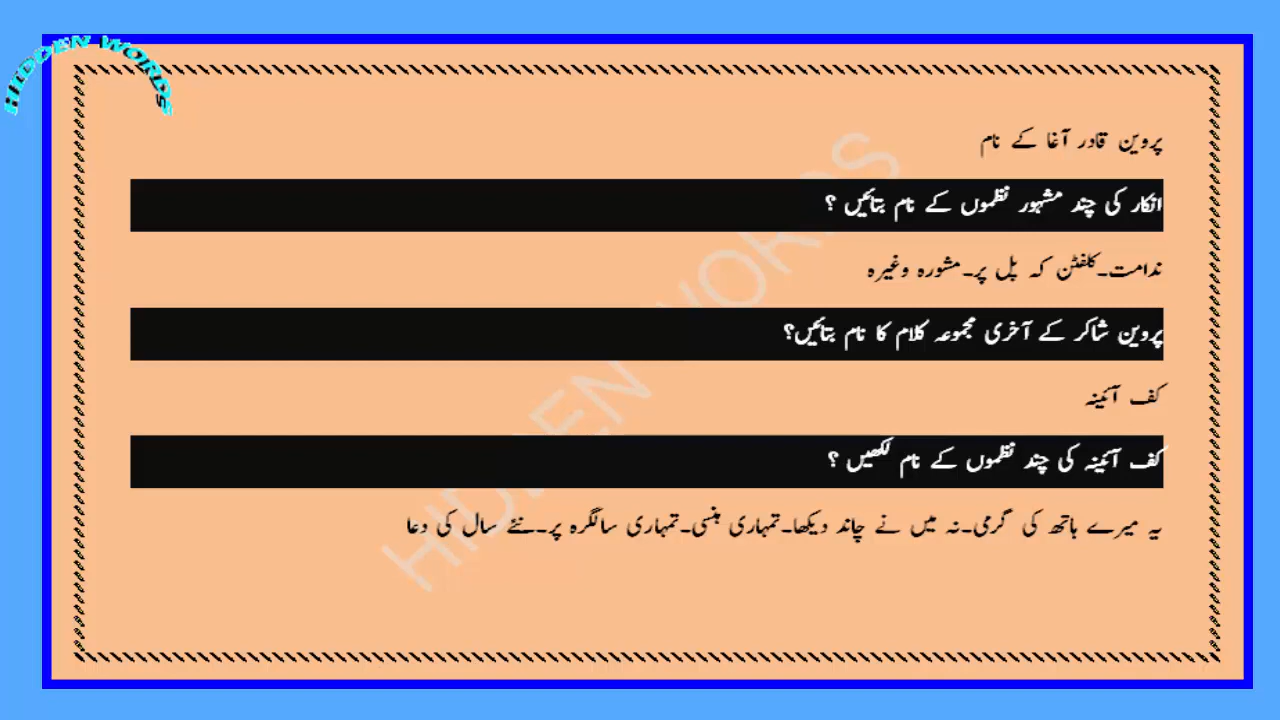 HIDDEN WORDS
پروین قادر آغا کے نام
انکار کی چند مشہور نظموں کے نام بتائیں ؟
ندامت۔کلفٹن کہ پل پر۔مشورہ وغیرہ
پروین شاکر کے آخری مجموعہ کلام کا نام بتائیں؟
کف آئینہ
کف آئینہ کی چند نظموں کے نام لکھیں ؟
یہ میرے ہاتھ کی گرمی۔نہ میں نے چاند دیکھا۔تمہاری ہنسی۔تمہاری سالگرہ پر۔نئے سال کی دعا
HIDDEN WORDS